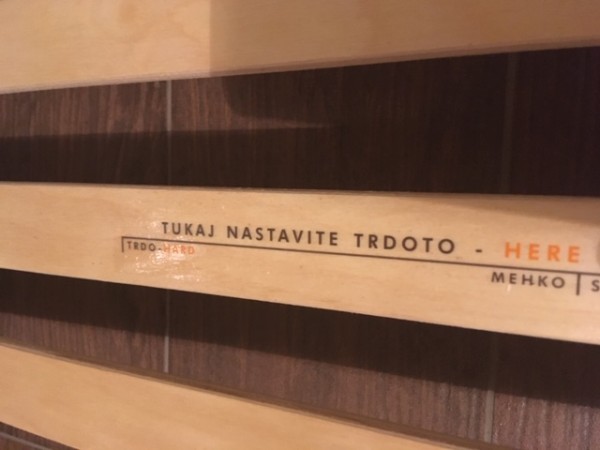 TUKAJ NASTAVITE TRDOTO - HERE
TRDO-HARD
MEHKO